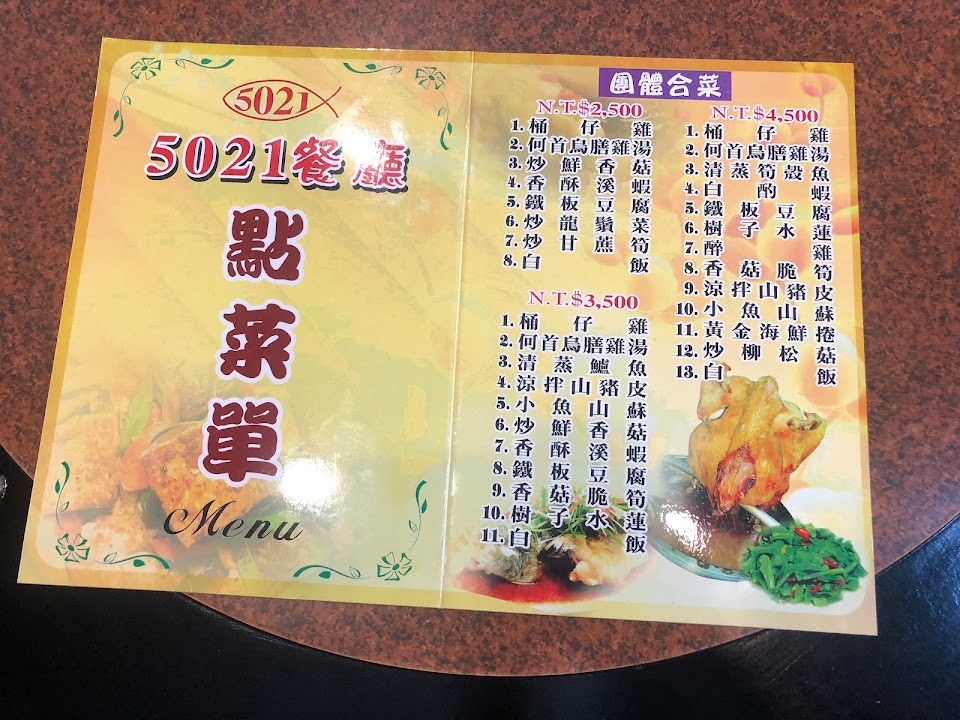 5021
5021餐廳
點菜單
Menu
團體合菜
N.T.$2,500
1.桶仔雞
2.何首烏膳雞湯
3.炒鮮香菇
4.香酥溪蝦
5.鐵板豆腐
6.炒龍鬚菜
7.炒甘蔗筍
8.白飯
N.T.$3,500
1.桶仔雞
2.何首烏膳雞湯
3.清蒸鱸魚
4.涼拌山豬皮
5.小魚山蘇
6.炒鮮香菇
7.香酥溪蝦
8.鐵板豆腐
9.香菇脆筍
10.樹子水蓮
11.白飯
N.T.$4,500
1.桶仔雞
2.何首烏膳雞湯
3.清蒸筍殼魚
4.白酌蝦
5.鐵板豆腐
6.樹子水蓮
7.醉雞
8.香菇脆筍
9.涼拌山豬皮
10.小魚山蘇
11.黃金海鮮捲
12.炒柳松菇
13.白飯